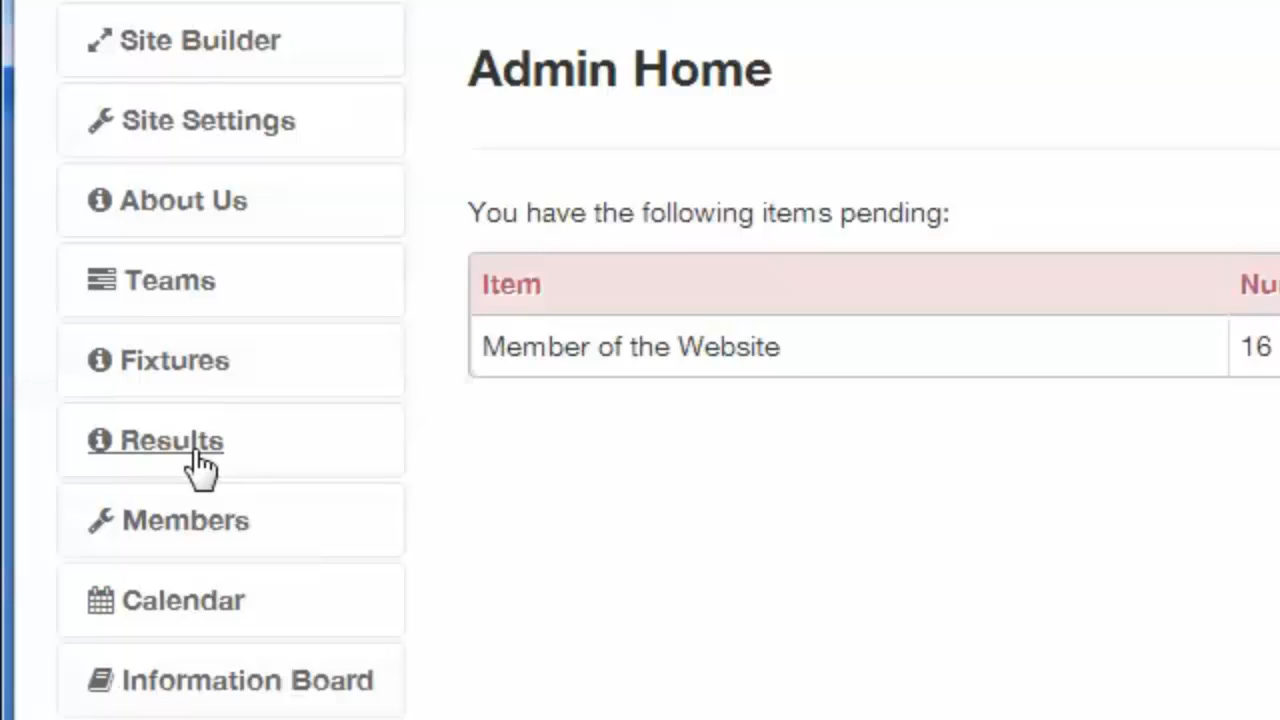 Site Builder
Site Settings
About Us
Teams
Fixtures
Results
Members
Calendar
Information Board
Admin Home
You have the following items pending:
Item
Member of the Website 16